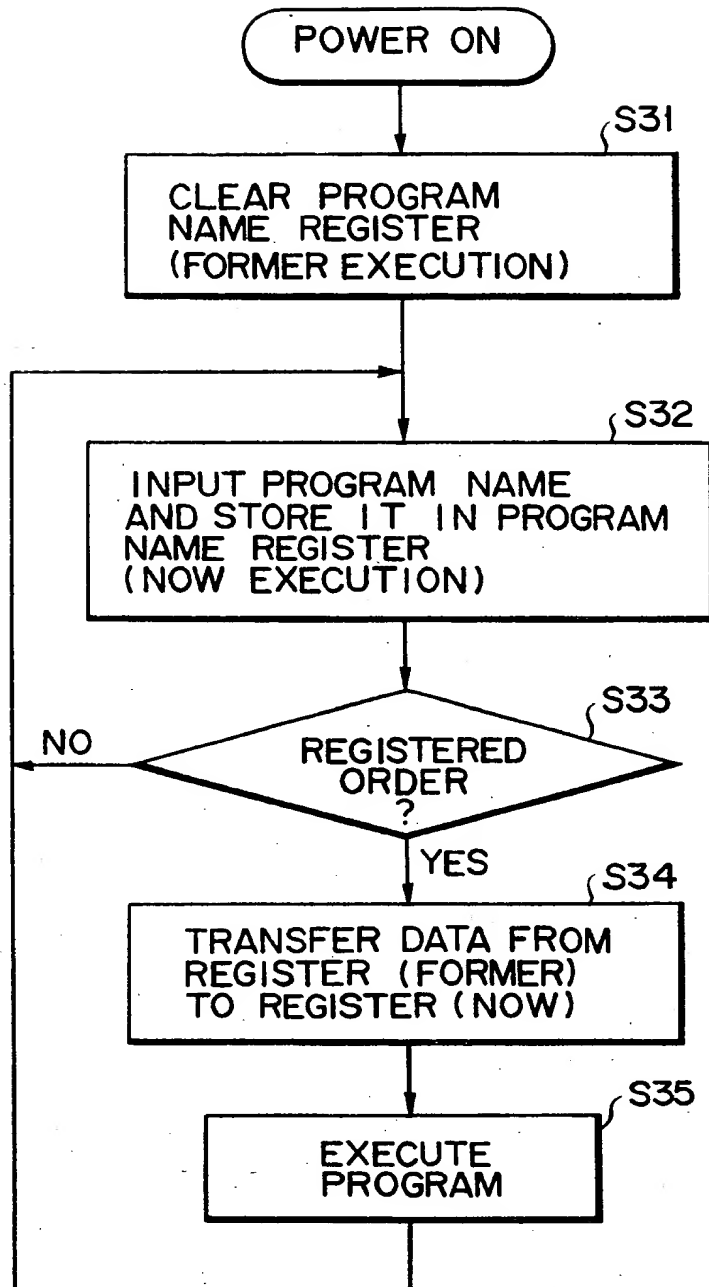 POWER ON
S31
CLEAR PROGRAM
NAME REGISTER
(FORMER EXECUTION)
S32
INPUT PROGRAM NAME
AND STORE IT IN PROGRAM
NAME REGISTER
(NOW EXECUTION)
S33
NO
REGISTERED
ORDER
?
YES
S34
TRANSFER DATA FROM
REGISTER (FORMER)
TO REGISTER (NOW)
S35
EXECUTE
PROGRAM